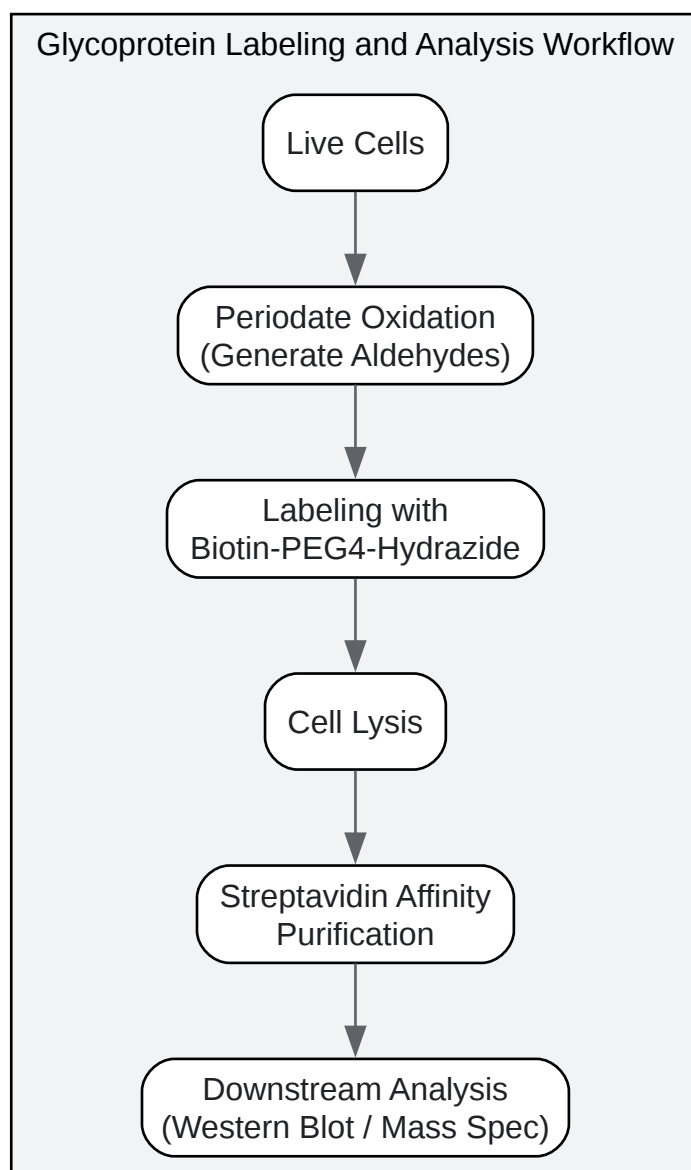 Glycoprotein Labeling and Analysis Workflow
Live Cells
Periodate Oxidation
(Generate Aldehydes)
Labeling with
Biotin-PEG4-Hydrazide
Cell Lysis
Streptavidin Affinity
Purification
Downstream Analysis
(Western Blot / Mass Spec)